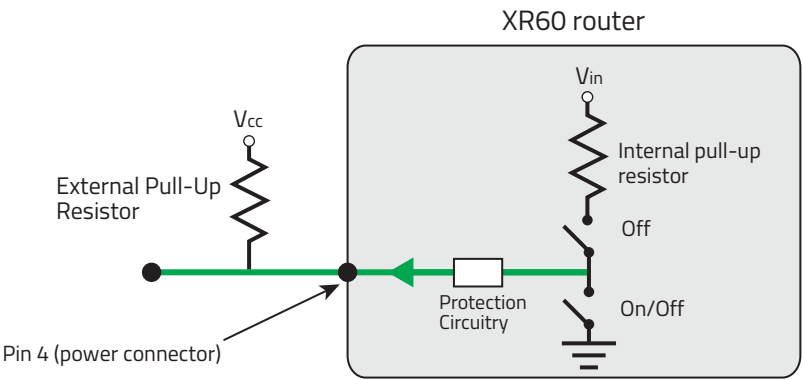 XR60 router
Vin
Vcc
Internal pull-up
resistor
External Pull-Up
Resistor
Off
Protection
Circuitry
On/Off
Pin 4 (power connector)